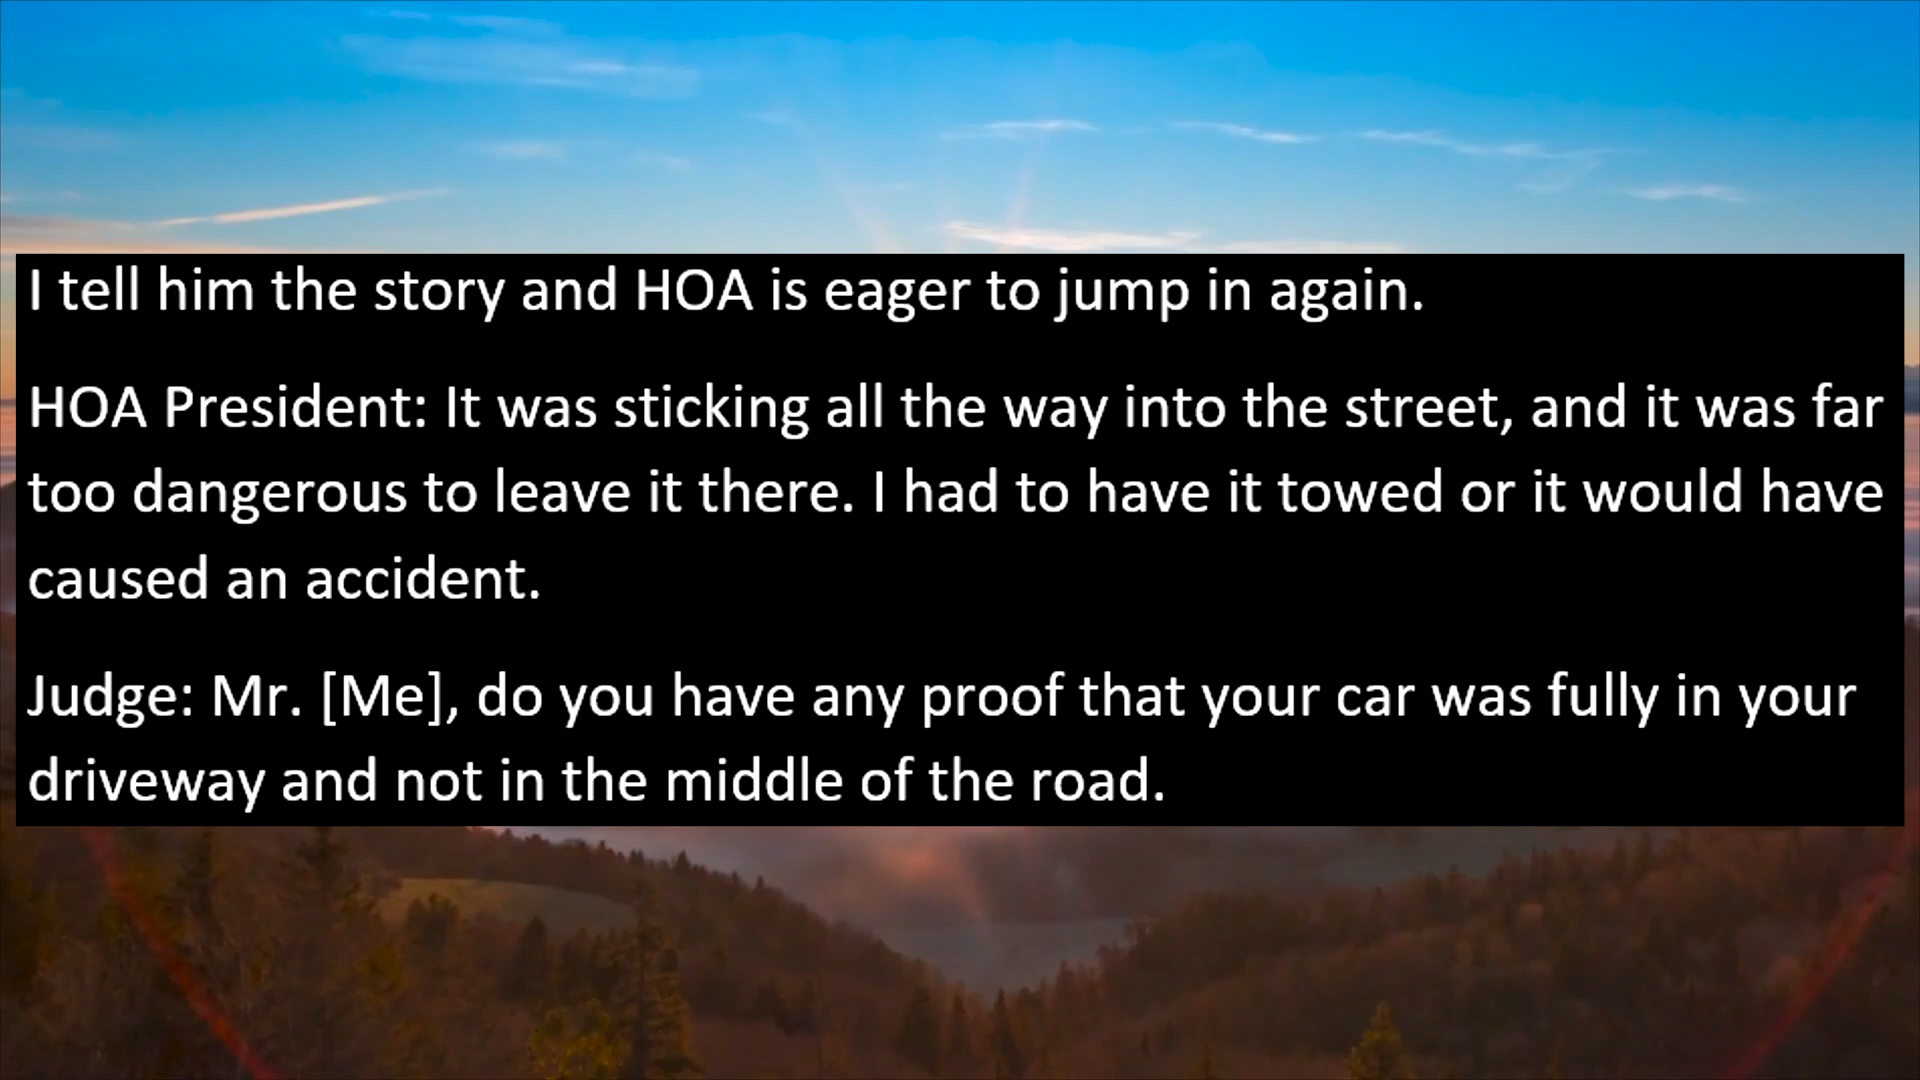 I tell him the story and HOA is eager to jump in again.
HOA President: It was sticking all the way into the street, and it was far
too dangerous to leave it there. I had to have it towed or it would have
caused an accident.
Judge: Mr. [Me], do you have any proof that your car was fully in your
driveway and not in the middle of the road.